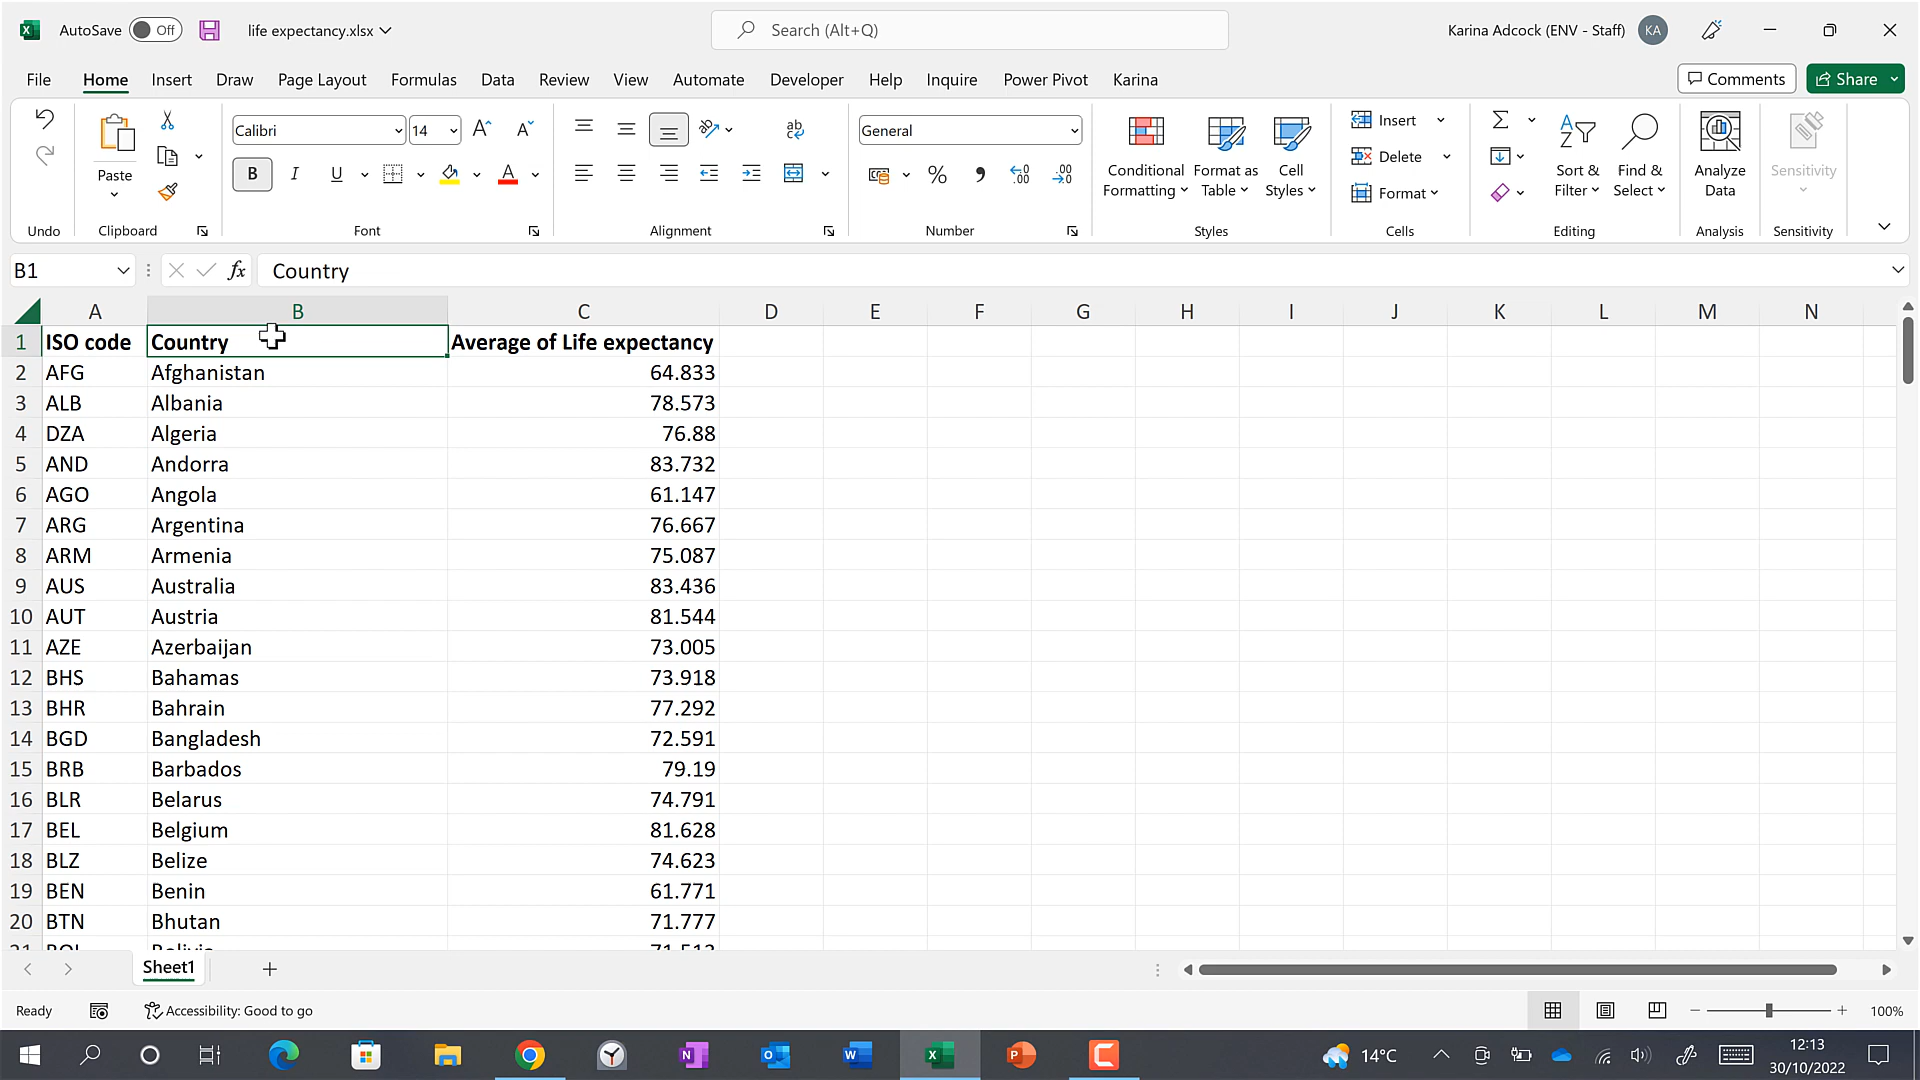 AutoSave Off life expectancy.xlsx Search (Alt+Q) Karina Adcock (ENV - Staff) KA
File Home Insert Draw Page Layout Formulas Data Review View Automate Developer Help Inquire Power Pivot Karina Comments Share
Paste
Calibri 14
B I U A
ab
General
% 9 .00 .00
Conditional Formatting
Format as Table
Cell Styles
Insert
Delete
Format
Sort & Filter
Find & Select
Analyze Data
Sensitivity
Undo Clipboard Font Alignment Number Styles Cells Editing Analysis Sensitivity
B1 fx Country
A B C D E F G H I J K L M N
1 ISO code Country Average of Life expectancy
2 AFG Afghanistan 64.833
3 ALB Albania 78.573
4 DZA Algeria 76.88
5 AND Andorra 83.732
6 AGO Angola 61.147
7 ARG Argentina 76.667
8 ARM Armenia 75.087
9 AUS Australia 83.436
10 AUT Austria 81.544
11 AZE Azerbaijan 73.005
12 BHS Bahamas 73.918
13 BHR Bahrain 77.292
14 BGD Bangladesh 72.591
15 BRB Barbados 79.19
16 BLR Belarus 74.791
17 BEL Belgium 81.628
18 BLZ Belize 74.623
19 BEN Benin 61.771
20 BTN Bhutan 71.777
Sheet1
Ready Accessibility: Good to go 100%
14°C 12:13
30/10/2022